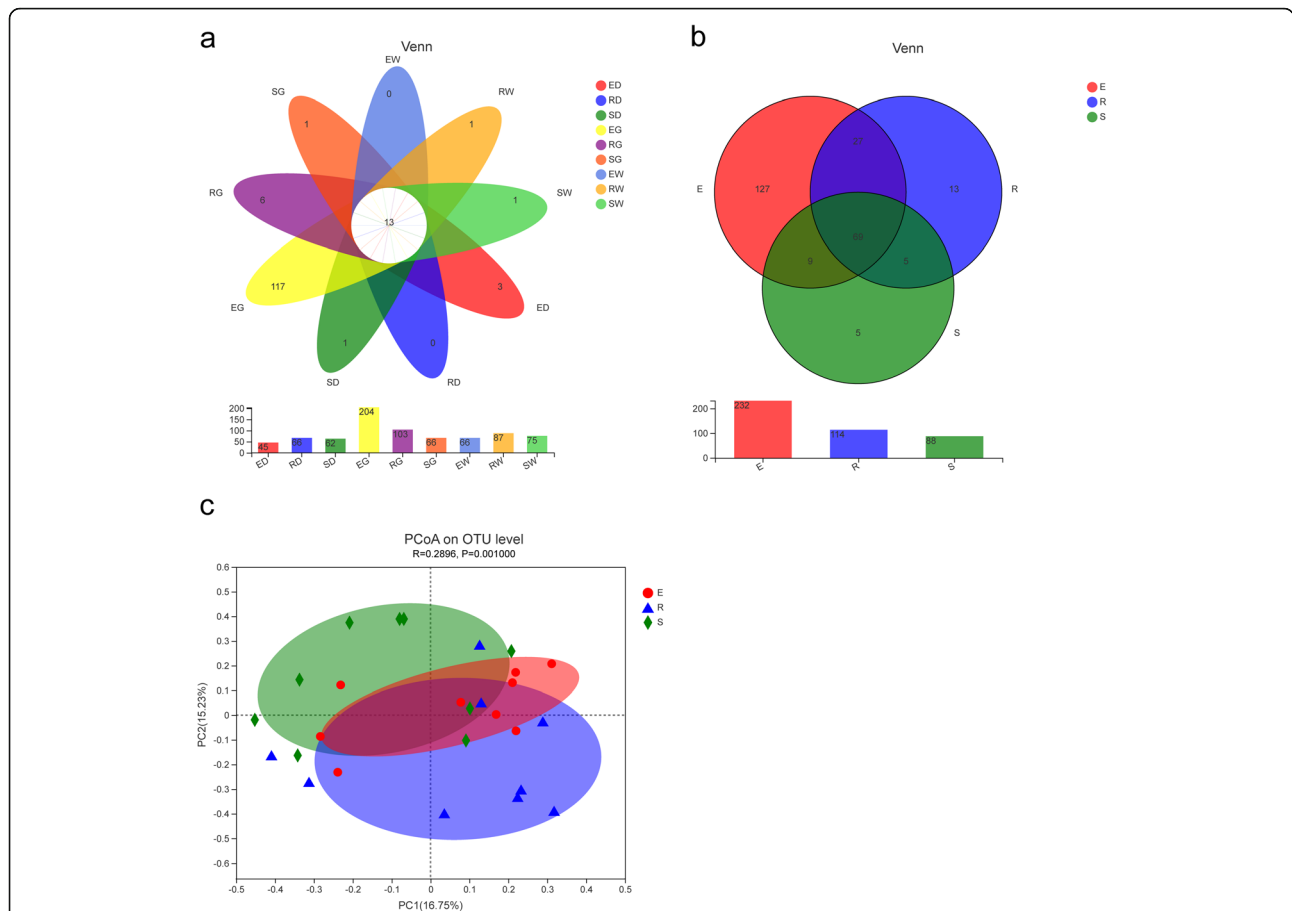 a
Venn
EW
0
SG
1
RW
1
RG
6
SW
1
13
EG
117
ED
3
SD
1
RD
0
ED
RD
SD
EG
RG
SG
EW
RW
SW
200
150
100
50
0
45
66
62
204
103
66
66
87
75
ED RD SD EG RG SG EW RW SW
b
Venn
E
R
S
27
E 127 13 R
69
9 5
5 S
200
100
0
232
114
88
E R S
c
PCoA on OTU level
R=0.2896, P=0.001000
E
R
S
0.6
0.5
0.4
0.3
0.2
0.1
0
-0.1
-0.2
-0.3
-0.4
-0.5
-0.6
PC2(15.23%)
-0.5 -0.4 -0.3 -0.2 -0.1 0 0.1 0.2 0.3 0.4 0.5
PC1(16.75%)